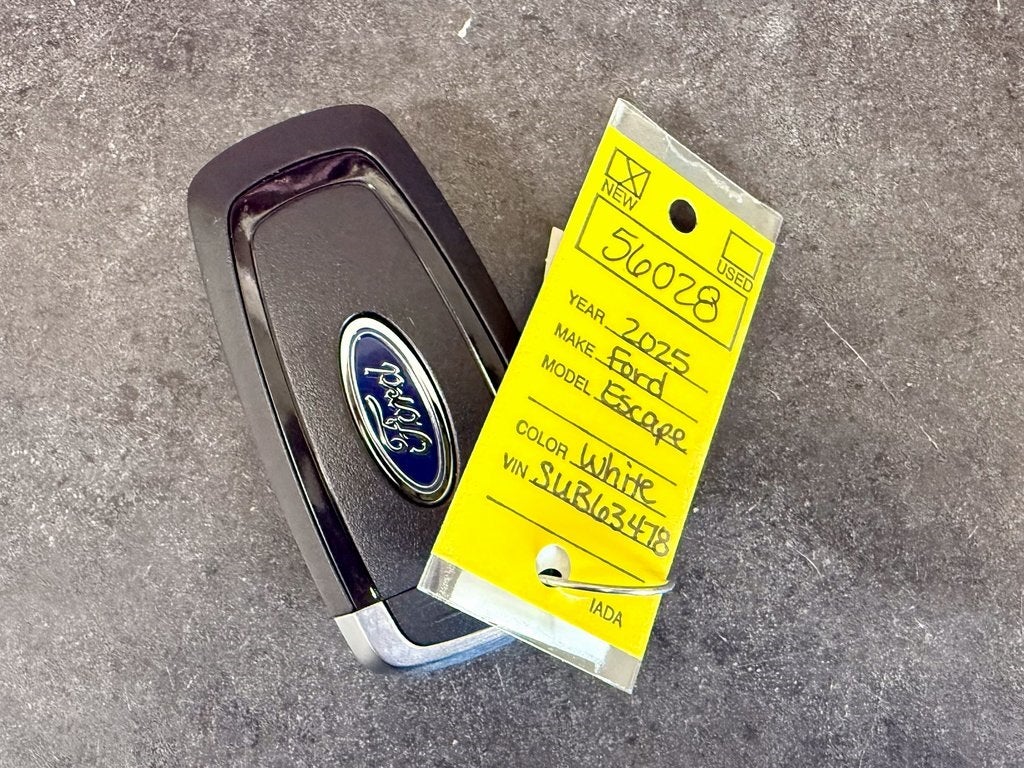 Ford
X
NEW
USED
56028
YEAR 2025
MAKE Ford
MODEL Escape
COLOR White
VIN SUB63478
IADA